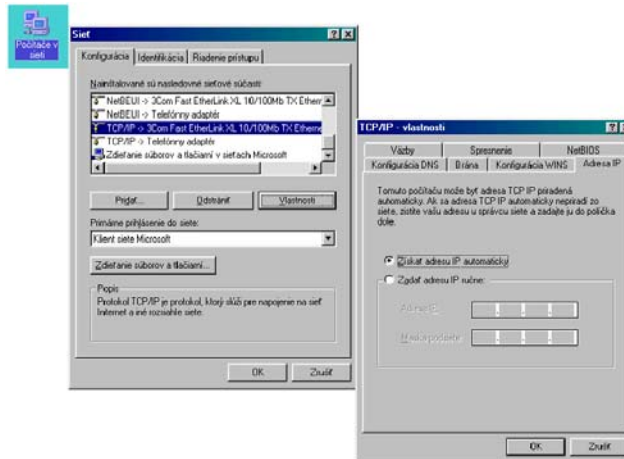 Počítače v
sieti
Sieť
Konfigurácia
Identifikácia
Riadenie prístupu
Nainštalované sú nasledovné sieťové súčasti:
NetBEUI -> 3Com Fast EtherLink XL 10/100Mb TX Ethern
NetBEUI -> Telefónny adaptér
TCP/IP -> 3Com Fast EtherLink XL 10/100Mb TX Etherne
TCP/IP -> Telefónny adaptér
Zdieľanie súborov a tlačiarní v sieťach Microsoft
Pridať...
Odstrániť
Vlastnosti
Primárne prihlásenie do siete:
Klient siete Microsoft
Zdieľanie súborov a tlačiarní...
Popis
Protokol TCP/IP je protokol, ktorý slúži pre napojenie na sieť
Internet a iné rozsiahle siete.
OK
Zrušiť
TCP/IP - vlastnosti
Väzby
Spresnenie
NetBIOS
Konfigurácia DNS
Brána
Konfigurácia WINS
Adresa IP
Tomuto počítaču može byť adresa TCP IP priradená
automaticky. Ak sa adresa TCP IP automaticky nepriradí zo
siete, zistite vašu adresu u správcu siete a zadajte ju do políčka
dole.
Získať adresu IP automaticky
Zadať adresu IP ručne:
Adresa IP:
Maska podsiete:
OK
Zrušiť